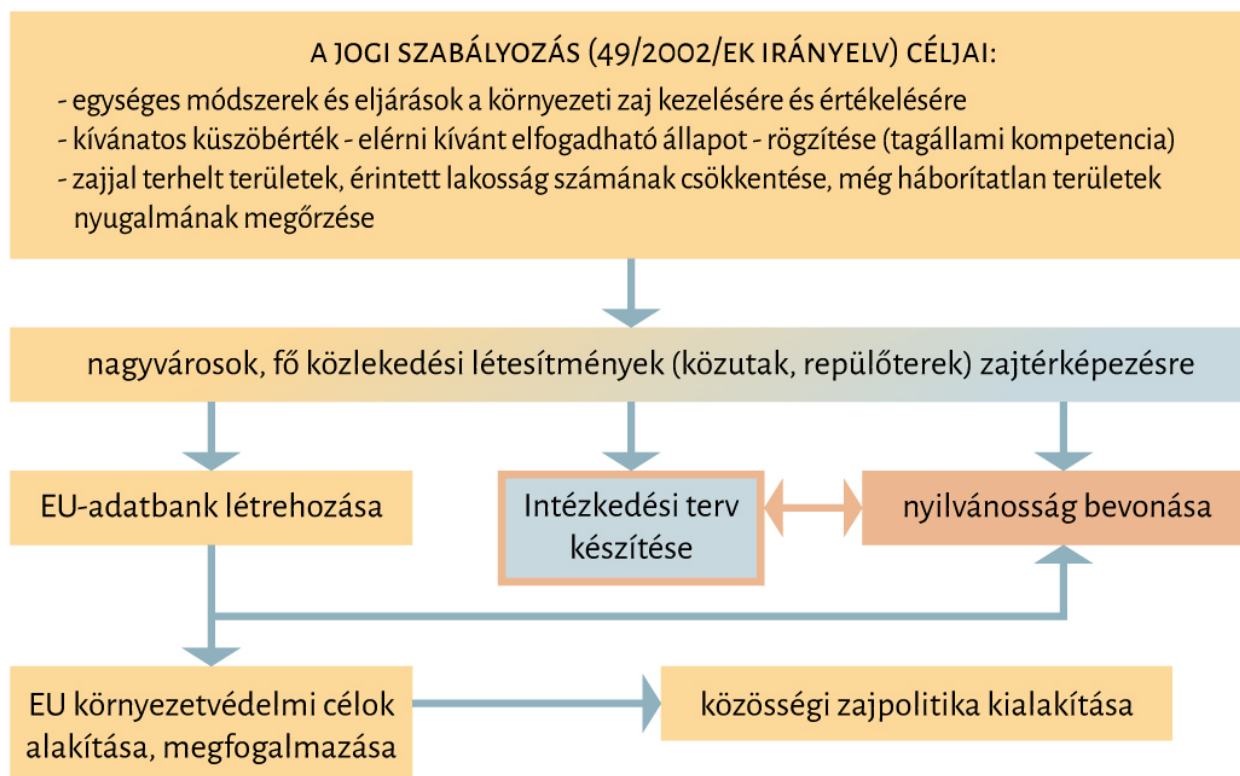 A JOGI SZABÁLYOZÁS (49/2002/EK IRÁNYELV) CÉLJAI:
- egységes módszerek és eljárások a környezeti zaj kezelésére és értékelésére
- kívánatos küszöbérték - elérni kívánt elfogadható állapot - rögzítése (tagállami kompetencia)
- zajjal terhelt területek, érintett lakosság számának csökkentése, még háborítatlan területek
nyugalmának megőrzése
nagyvárosok, fő közlekedési létesítmények (közutak, repülőterek) zajtérképezésre
EU-adatbank létrehozása
Intézkedési terv
készítése
nyilvánosság bevonása
EU környezetvédelmi célok
alakítása, megfogalmazása
közösségi zajpolitika kialakítása